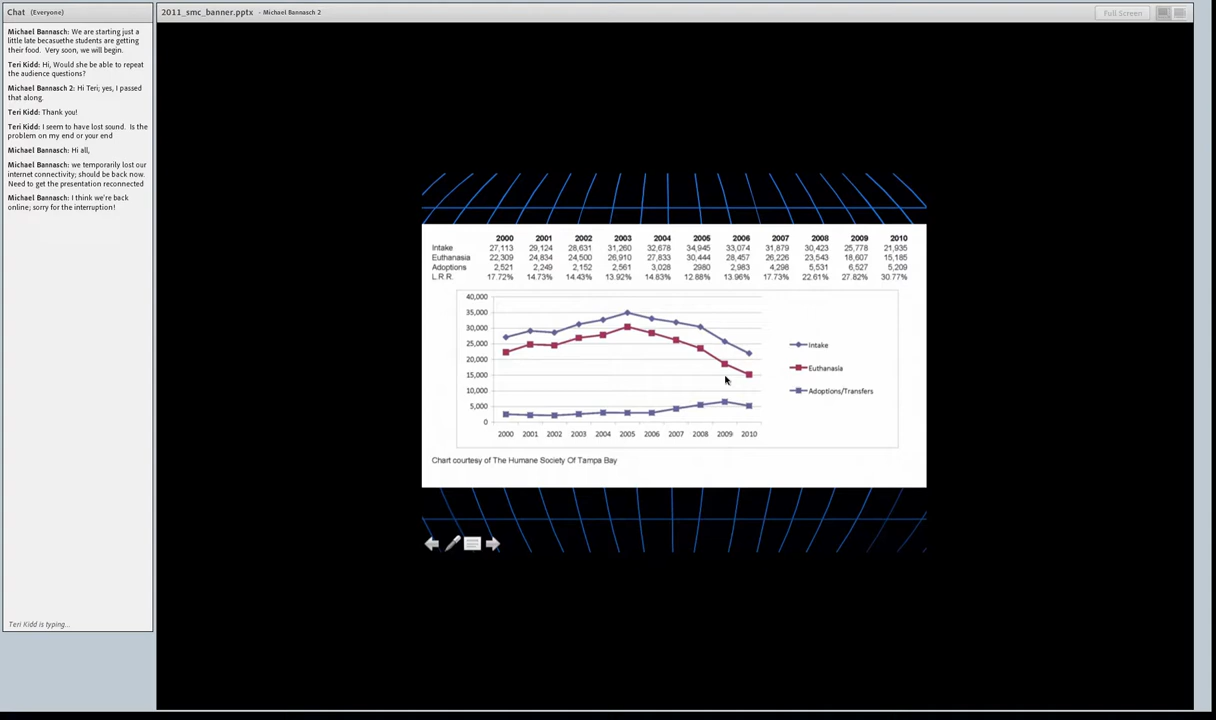 Chat (Everyone)
Michael Bannasch: We are starting just a
little late becasuethe students are getting
their food. Very soon, we will begin.
Teri Kidd: Hi, Would she be able to repeat
the audience questions?
Michael Bannasch 2: Hi Teri; yes, I passed
that along.
Teri Kidd: Thank you!
Teri Kidd: I seem to have lost sound. Is the
problem on my end or your end
Michael Bannasch: Hi all,
Michael Bannasch: we temporarily lost our
internet connectivity; should be back now.
Need to get the presentation reconnected
Michael Bannasch: I think we're back
online; sorry for the interruption!
Teri Kidd is typing...
2011_smc_banner.pptx - Michael Bannasch 2
Full Screen
2000 2001 2002 2003 2004 2005 2006 2007 2008 2009 2010
Intake 27,113 29,124 28,631 31,260 32,678 34,945 33,074 31,879 30,423 25,778 21,935
Euthanasia 22,309 24,834 24,500 26,910 27,833 30,444 28,457 26,226 23,543 18,607 15,185
Adoptions 2,521 2,249 2,152 2,561 3,028 2980 2,983 4,298 5,531 6,527 5,209
L.R.R. 17.72% 14.73% 14.43% 13.92% 14.83% 12.88% 13.96% 17.73% 22.61% 27.82% 30.77%
40,000
35,000
30,000
25,000
20,000
15,000
10,000
5,000
0
2000 2001 2002 2003 2004 2005 2006 2007 2008 2009 2010
Intake
Euthanasia
Adoptions/Transfers
Chart courtesy of The Humane Society Of Tampa Bay